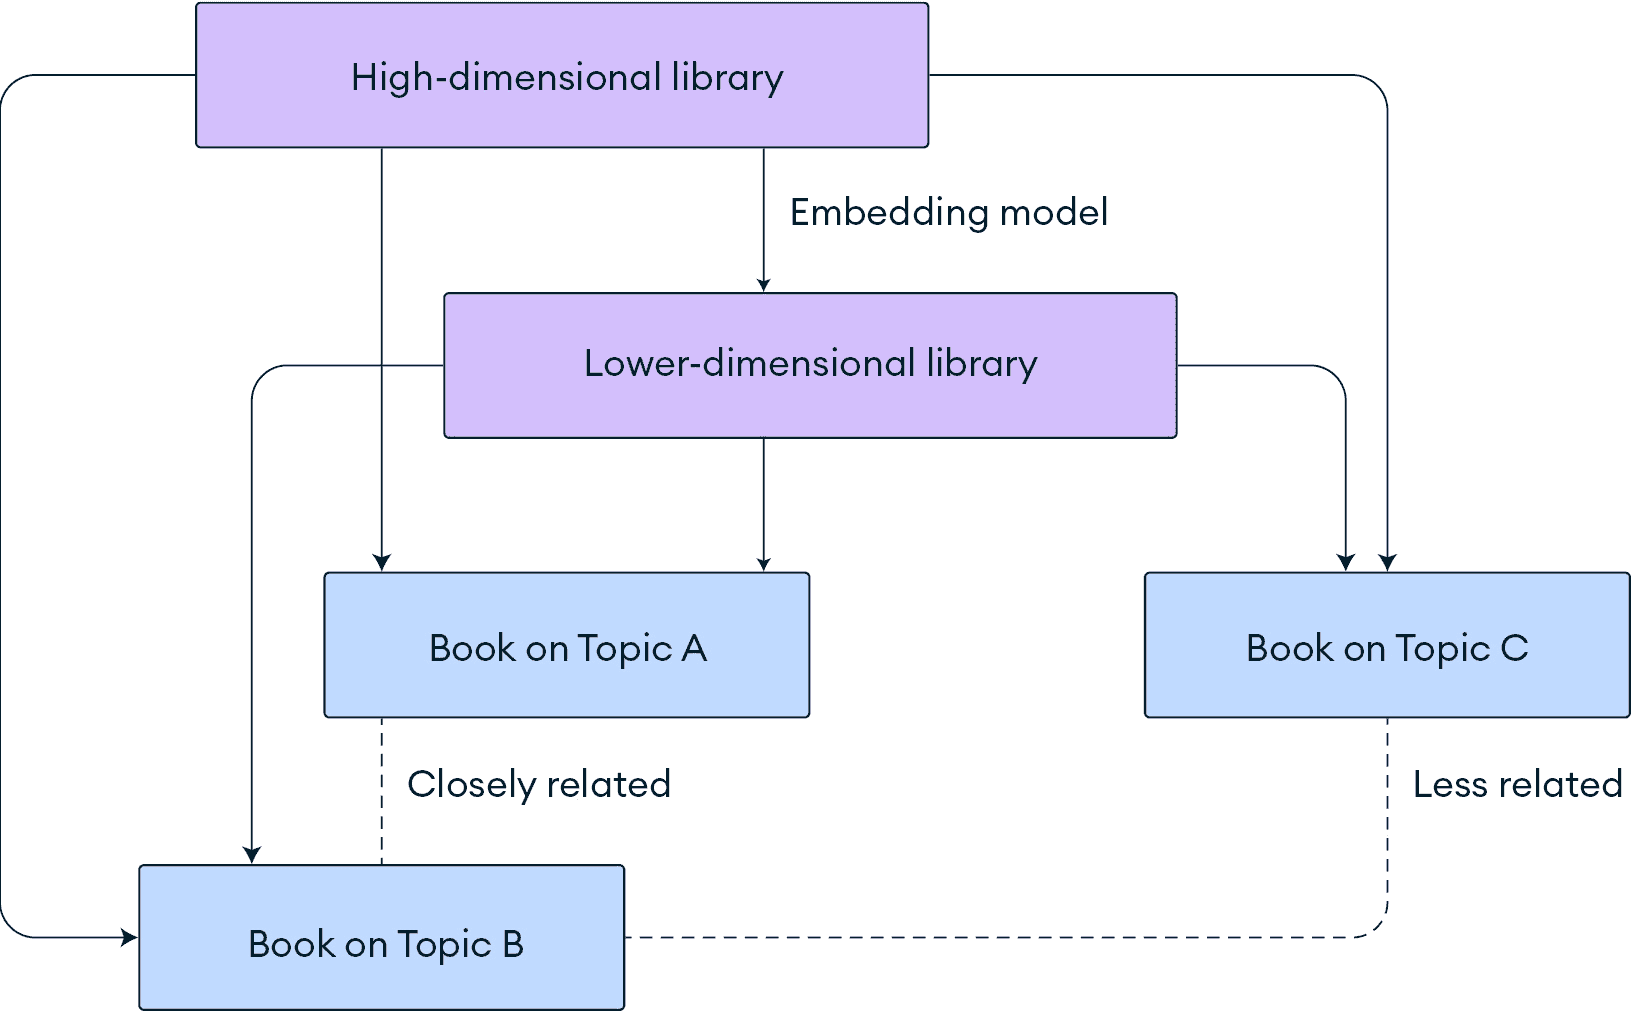 High-dimensional library
Embedding model
Lower-dimensional library
Book on Topic A
Book on Topic C
Closely related
Less related
Book on Topic B